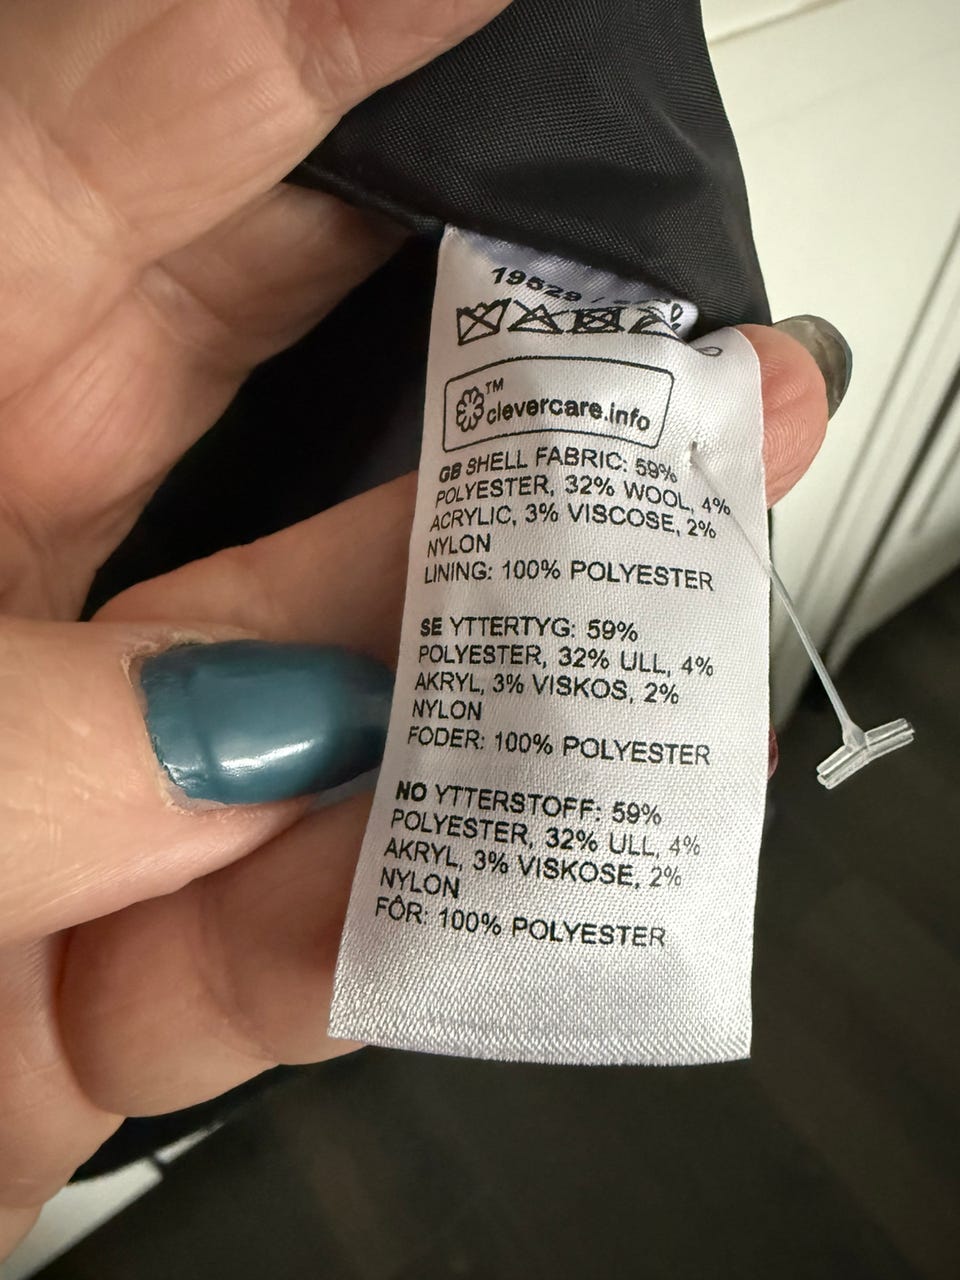 TM
clevercare.info
GB SHELL FABRIC: 59%
POLYESTER, 32% WOOL, 4%
ACRYLIC, 3% VISCOSE, 2%
NYLON
LINING: 100% POLYESTER
SE YTTERTYG: 59%
POLYESTER, 32% ULL, 4%
AKRYL, 3% VISKOS, 2%
NYLON
FODER: 100% POLYESTER
NO YTTERSTOFF: 59%
POLYESTER, 32% ULL, 4%
AKRYL, 3% VISKOSE, 2%
NYLON
FÔR: 100% POLYESTER